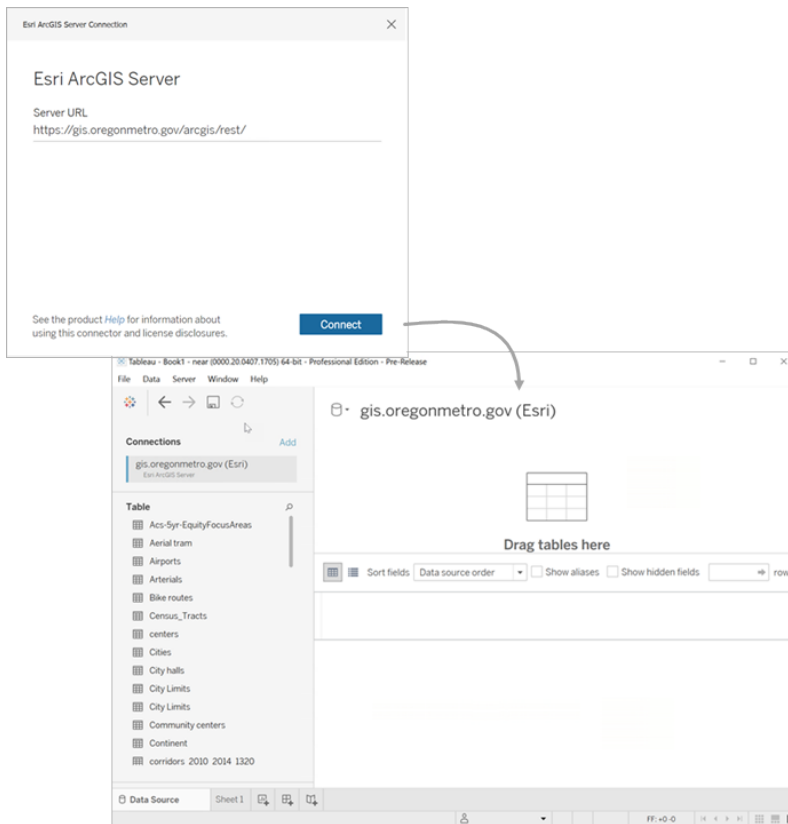 Esri ArcGIS Server Connection
Esri ArcGIS Server
Server URL
https://gis.oregonmetro.gov/arcgis/rest/
See the product Help for information about
using this connector and license disclosures.
Connect
Tableau - Book1 - near (0000.20.0407.1705) 64-bit - Professional Edition - Pre-Release
File Data Server Window Help
Connections Add
gis.oregonmetro.gov (Esri)
Esri ArcGIS Server
Table
Acs-5yr-EquityFocusAreas
Aerial tram
Airports
Arterials
Bike routes
Census_Tracts
centers
Cities
City halls
City Limits
City Limits
Community centers
Continent
corridors_2010_2014_1320
gis.oregonmetro.gov (Esri)
Drag tables here
Sort fields Data source order Show aliases Show hidden fields row
Data Source Sheet 1
FF: +0 -0